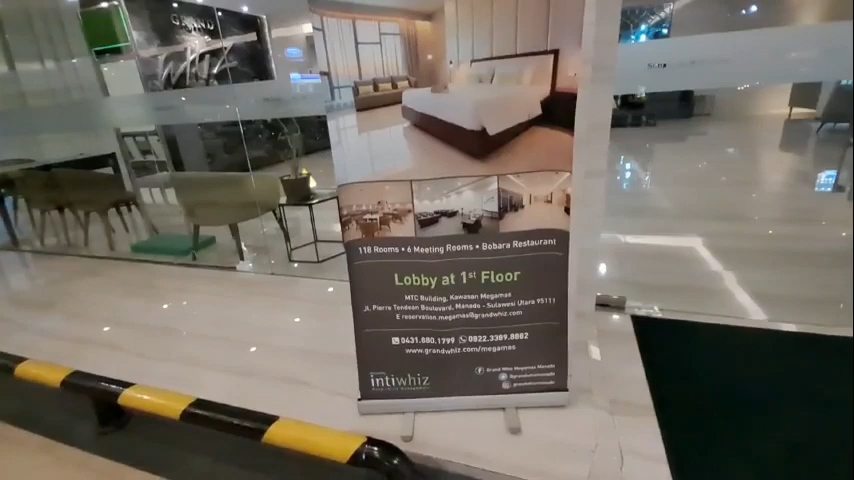 GRAND
Whiz
118 Rooms • 6 Meeting Rooms • Bobara Restaurant
Lobby at 1st Floor
MTC Building, Kawasan Megamas
Jl. Pierre Tendean Boulevard, Manado - Sulawesi Utara 95111
E reservation.megamas@grandwhiz.com
0431.880.1799 0822.3389.8882
www.grandwhiz.com/megamas
intiwhiz
Grand Whiz Megamas Manado